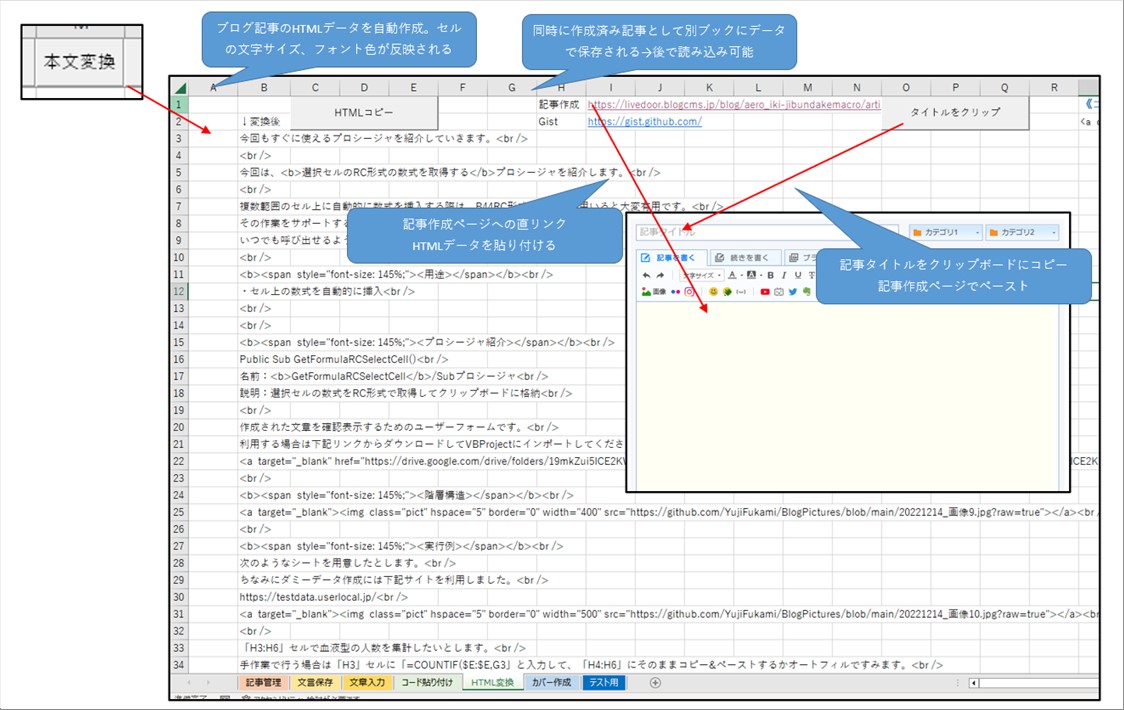 本文変換
ブログ記事のHTMLデータを自動作成。セル
の文字サイズ、フォント色が反映される
同時に作成済み記事として別ブックにデータ
で保存される→後で読み込み可能
A B C D E F G H I J K L M N O P Q R
1 HTMLコピー 記事作成 https://livedoor.blogcms.jp/blog/aero_iki-jibundakemacro/arti タイトルをクリップ
2 ↓変換後 Gist https://gist.github.com/
3 今回もすぐに使えるプロシージャを紹介していきます。<br/>
4 <br/>
5 今回は、<b>選択セルのRC形式の数式を取得する</b>プロシージャを紹介します。<br/>
6 <br/>
7 複数範囲のセル上に自動的に数式を挿入する際は、 いると大変有用です。<br/>
8 その作業をサポートする
9 いつでも呼び出せるよ
10 <br/>
11 <b><span style="font-size: 145%;"><用途></span></b><br/>
12 ・セル上の数式を自動的に挿入<br/>
13 <br/>
14 <br/>
15 <b><span style="font-size: 145%;"><プロシージャ紹介></span></b><br/>
16 Public Sub GetFormulaRCSelectCell()<br/>
17 名前：<b>GetFormulaRCSelectCell</b>/Subプロシージャ<br/>
18 説明：選択セルの数式をRC形式で取得してクリップボードに格納<br/>
19 <br/>
20 作成された文章を確認表示するためのユーザーフォームです。<br/>
21 利用する場合は下記リンクからダウンロードしてVBProjectにインポートしてくださ
22 <a target="_blank" href="https://drive.google.com/drive/folders/19mkZui5ICE2K
23 <br/>
24 <b><span style="font-size: 145%;"><階層構造></span></b><br/>
25 <a target="_blank"><img class="pict" hspace="5" border="0" width="400" src="https://github.com/YujiFukami/BlogPictures/blob/main/20221214_画像9.jpg?raw=true"></a><br
26 <br/>
27 <b><span style="font-size: 145%;"><実行例></span></b><br/>
28 次のようなシートを用意したとします。<br/>
29 ちなみにダミーデータ作成には下記サイトを利用しました。<br/>
30 https://testdata.userlocal.jp/<br/>
31 <a target="_blank"><img class="pict" hspace="5" border="0" width="500" src="https://github.com/YujiFukami/BlogPictures/blob/main/20221214_画像10.jpg?raw=true"></a><br
32 <br/>
33 「H3:H6」セルで血液型の人数を集計したいとします。<br/>
34 手作業で行う場合は「H3」セルに「=COUNTIF($E:$E,G3」と入力して、「H4:H6」にそのままコピー&ペーストするかオートフィルですみます。<br/>
記事作成ページへの直リンク
HTMLデータを貼り付ける
記事タイトル カテゴリ1 カテゴリ2
記事を書く 続きを書く
文字サイズ A A B I U
画像
記事タイトルをクリップボードにコピー
記事作成ページでペースト
記事管理 文言保存 文章入力 コード貼り付け HTML変換 カバー作成 テスト用